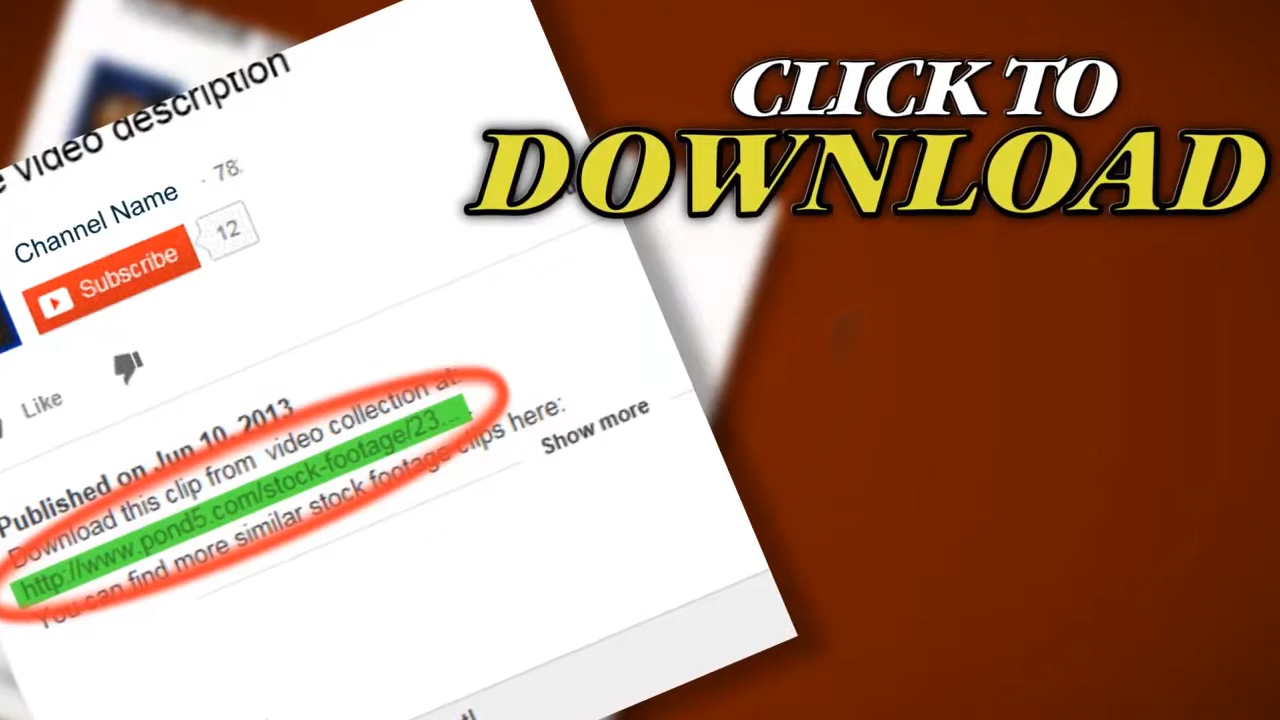 CLICK TO
DOWNLOAD
video description
Channel Name
Subscribe
12
Like
Published on Jun 10, 2013
Download this clip from video collection at:
http://www.pond5.com/stock-footage/23...
You can find more similar stock footage clips here:
Show more